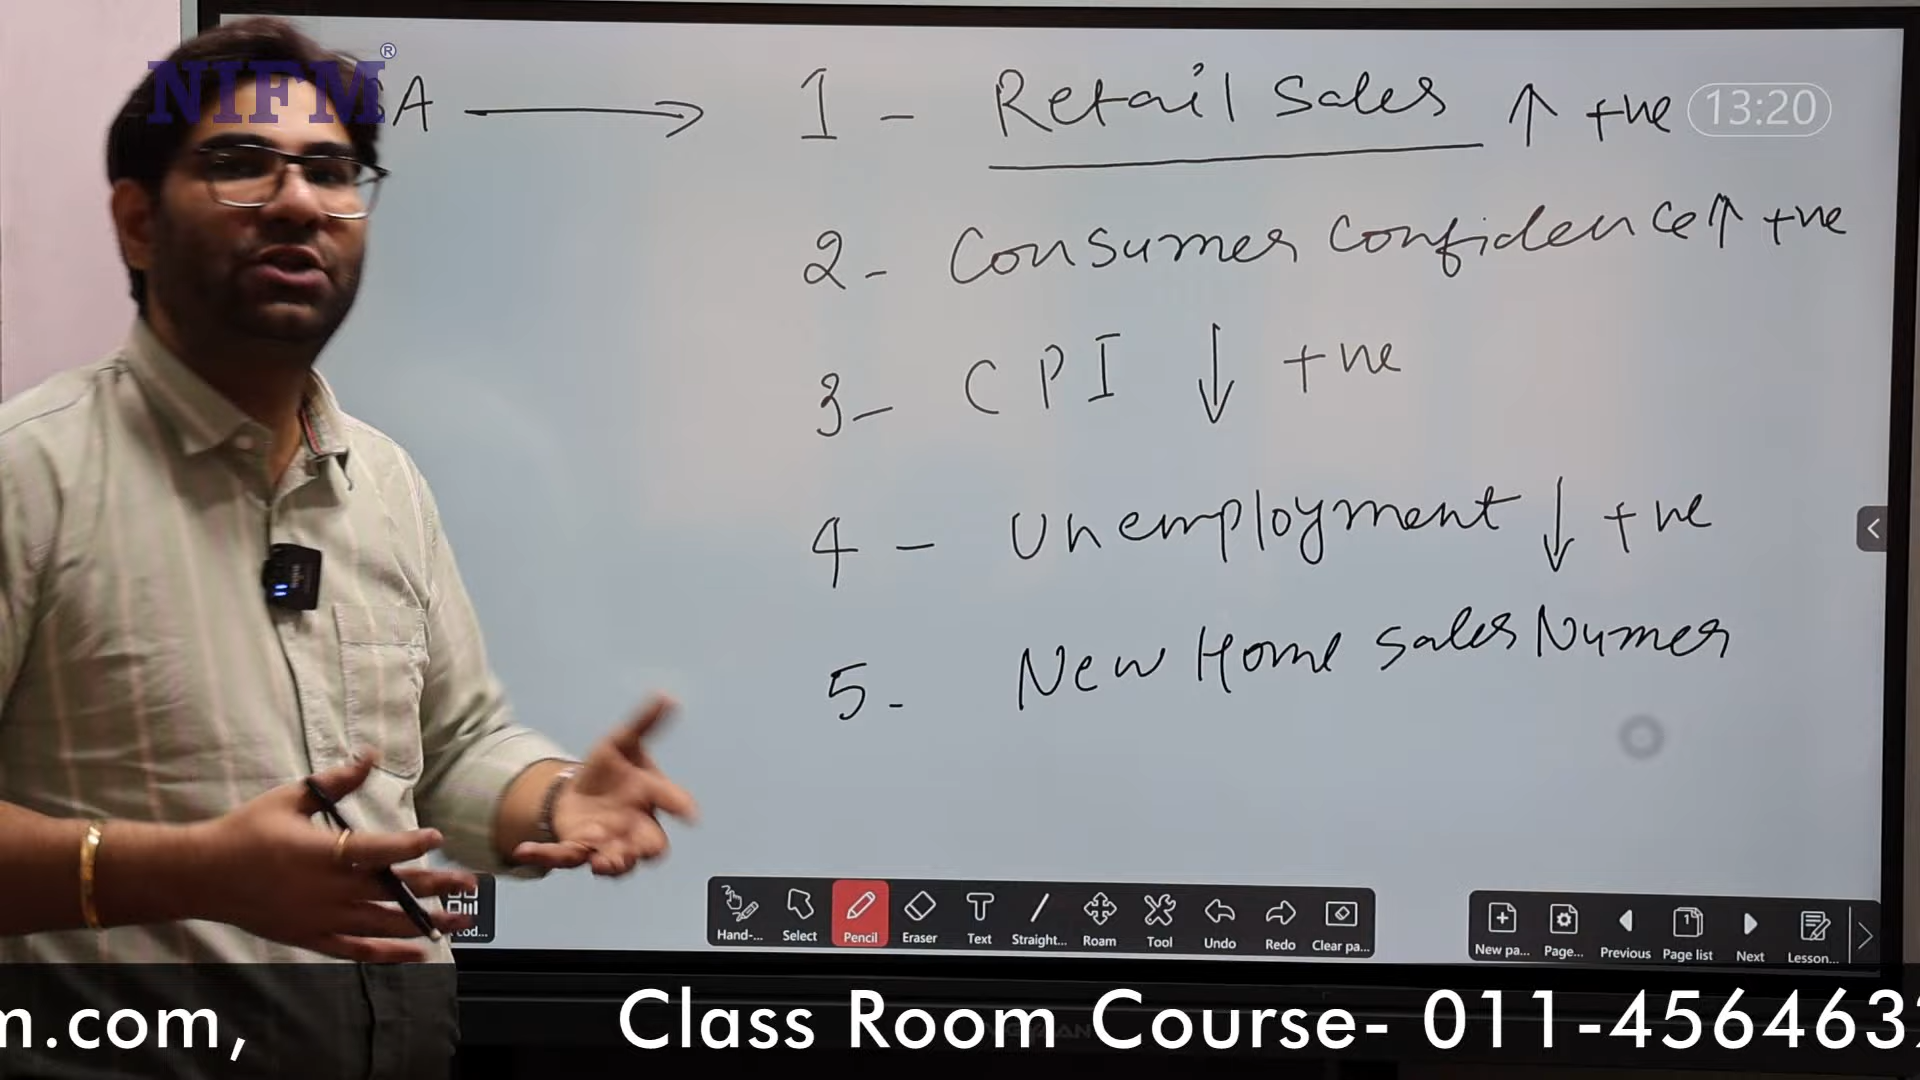 NIFM®
SA → 1 - Retail Sales ↑ +ve 13:20
2- Consumer Confidence ↑ +ve
3- CPI ↓ +ve
4 - Unemployment ↓ +ve
5. New Home Sales Numer
Hand-... Select Pencil Eraser Text Straight... Roam Tool Undo Redo Clear pa...
New pa... Page... Previous Page list Next Lesson...
m.com, Class Room Course- 011-4564632